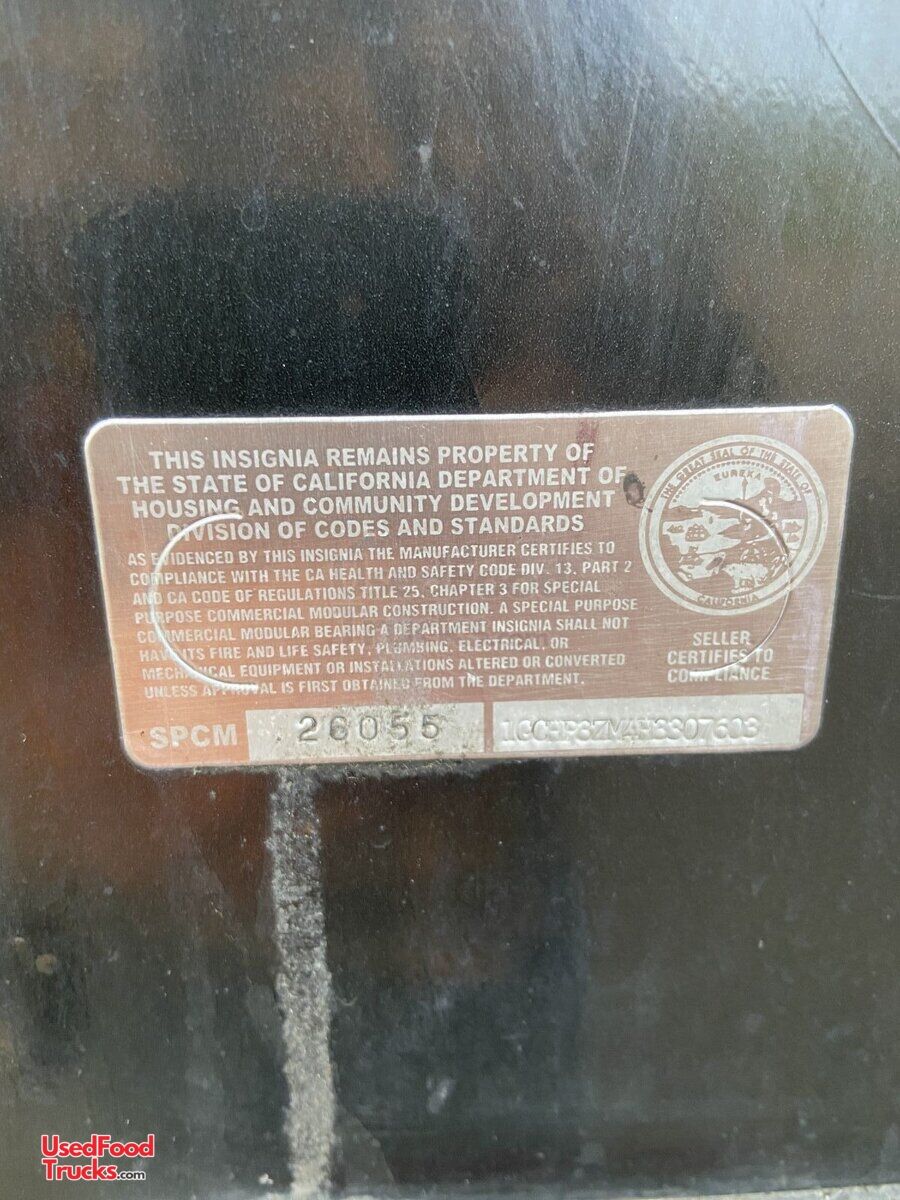 THIS INSIGNIA REMAINS PROPERTY OF
THE STATE OF CALIFORNIA DEPARTMENT OF
HOUSING AND COMMUNITY DEVELOPMENT
DIVISION OF CODES AND STANDARDS
AS EVIDENCED BY THIS INSIGNIA THE MANUFACTURER CERTIFIES TO
COMPLIANCE WITH THE CA HEALTH AND SAFETY CODE DIV. 13, PART 2
AND CA CODE OF REGULATIONS TITLE 25, CHAPTER 3 FOR SPECIAL
PURPOSE COMMERCIAL MODULAR CONSTRUCTION. A SPECIAL PURPOSE
COMMERCIAL MODULAR BEARING A DEPARTMENT INSIGNIA SHALL NOT
HAVE ITS FIRE AND LIFE SAFETY, PLUMBING, ELECTRICAL, OR
MECHANICAL EQUIPMENT OR INSTALLATIONS ALTERED OR CONVERTED
UNLESS APPROVAL IS FIRST OBTAINED FROM THE DEPARTMENT.
THE GREAT SEAL OF THE STATE OF
EUREKA
CALIFORNIA
SELLER
CERTIFIES TO
COMPLIANCE
SPCM 26055
UsedFood
Trucks.com